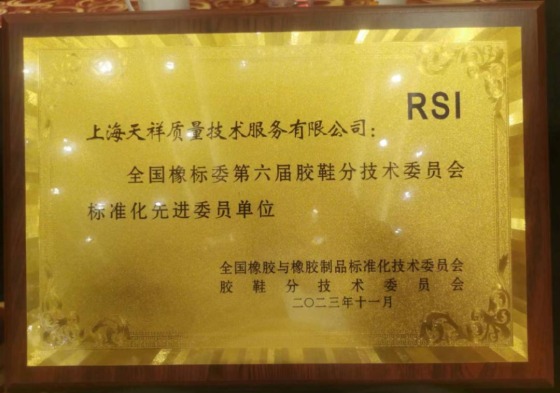 RSI
上海天祥质量技术服务有限公司：
全国橡标委第六届胶鞋分技术委员会
标准化先进委员单位
全国橡胶与橡胶制品标准化技术委员会
胶鞋分技术委员会
二〇二三年十一月